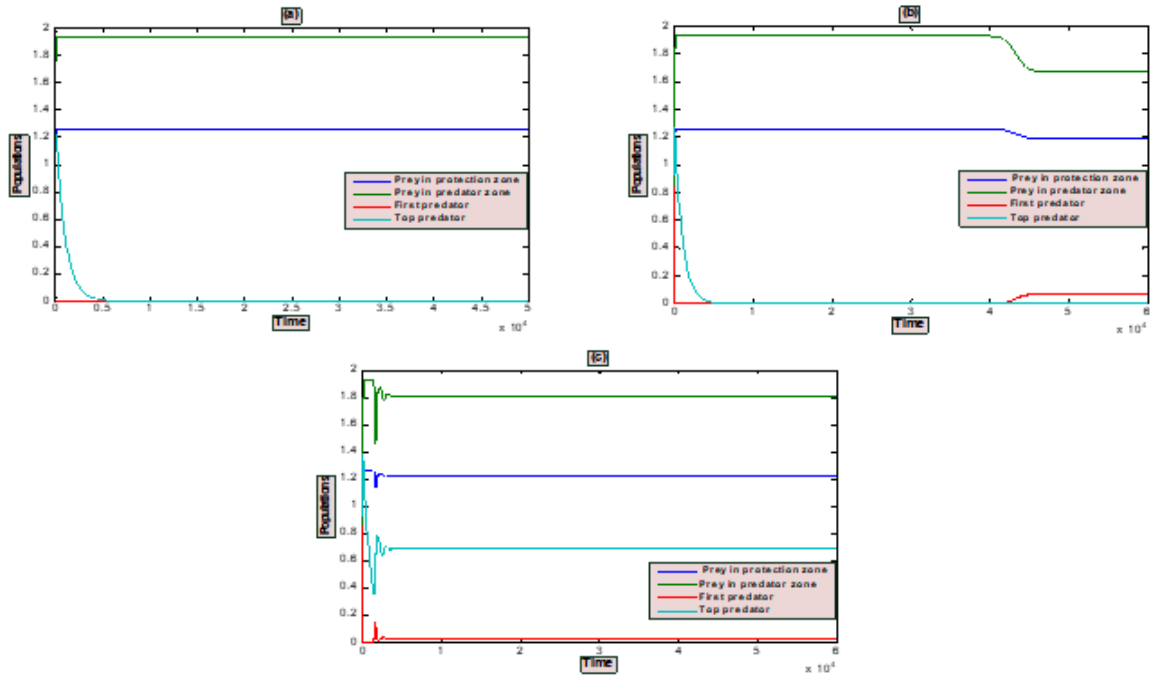 (a)
2
1.8
1.6
1.4
1.2
1
0.8
0.6
0.4
0.2
0
Populations
Prey in protection zone
Prey in predator zone
First predator
Top predator
0 0.5 1 1.5 2 2.5 3 3.5 4 4.5 5
Time
x 10^4
(b)
2
1.8
1.6
1.4
1.2
1
0.8
0.6
0.4
0.2
0
Populations
Prey in protection zone
Prey in predator zone
First predator
Top predator
0 1 2 3 4 5 6
Time
x 10^4
(c)
2
1.8
1.6
1.4
1.2
1
0.8
0.6
0.4
0.2
0
Populations
Prey in protection zone
Prey in predator zone
First predator
Top predator
0 1 2 3 4 5 6
Time
x 10^4